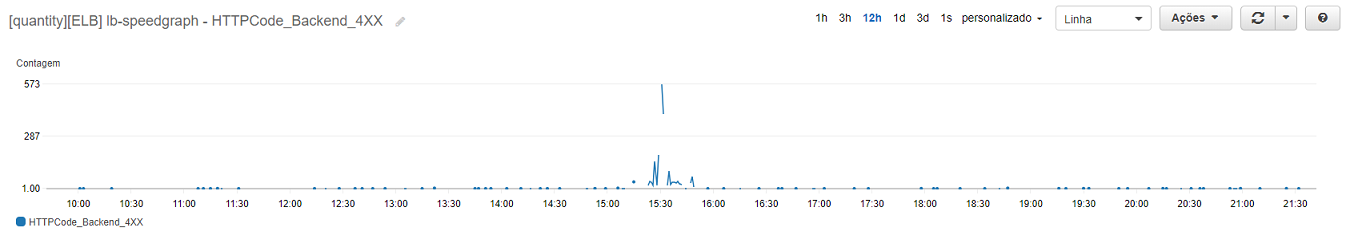 [quantity][ELB] lb-speedgraph - HTTPCode_Backend_4XX
1h 3h 12h 1d 3d 1s personalizado Linha Ações
Contagem
573
287
1.00
10:00 10:30 11:00 11:30 12:00 12:30 13:00 13:30 14:00 14:30 15:00 15:30 16:00 16:30 17:00 17:30 18:00 18:30 19:00 19:30 20:00 20:30 21:00 21:30
HTTPCode_Backend_4XX